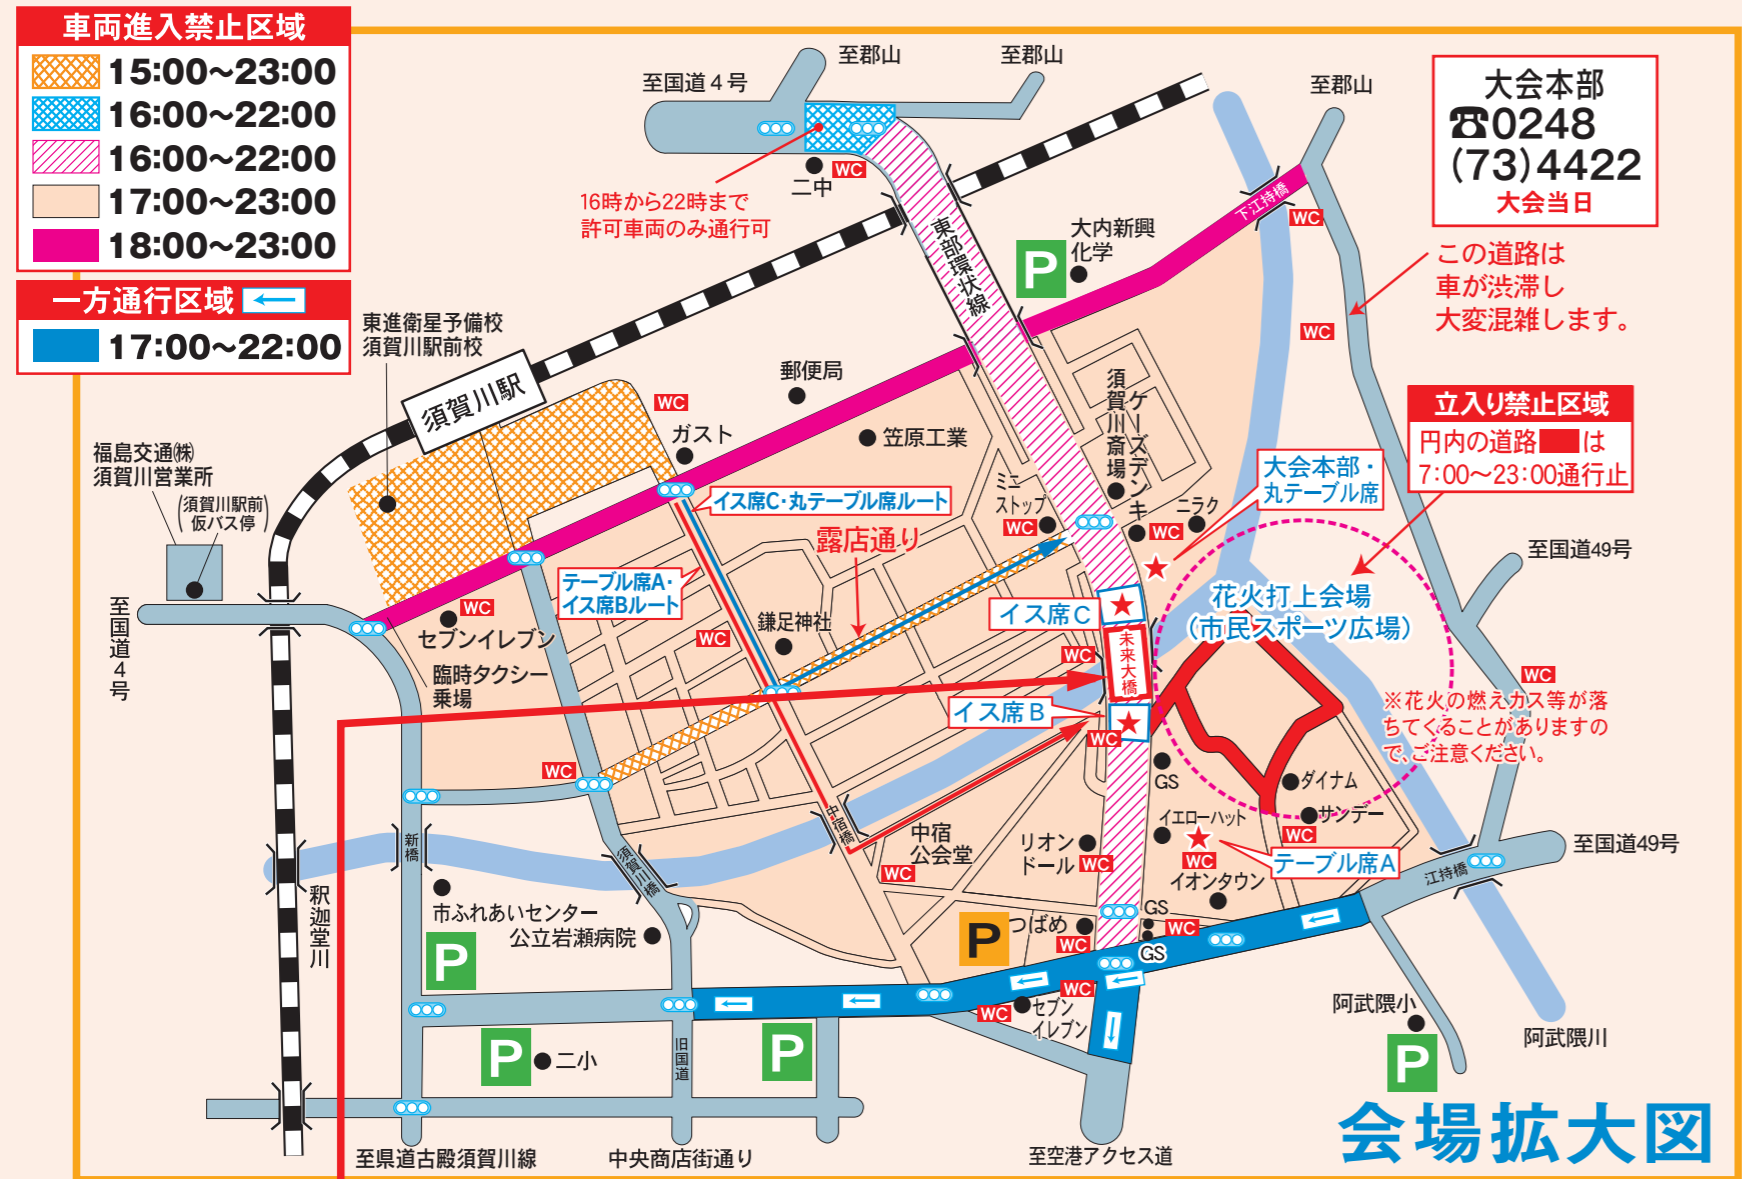 車両進入禁止区域
15:00〜23:00
16:00〜22:00
16:00〜22:00
17:00〜23:00
18:00〜23:00
一方通行区域
17:00〜22:00
至郡山
至郡山
至国道4号
至郡山
大会本部
☎0248
(73)4422
大会当日
WC
二中
16時から22時まで
許可車両のみ通行可
東部環状線
下江持橋
WC
大内新興
化学
P
この道路は
車が渋滞し
大変混雑します。
WC
東進衛星予備校
須賀川駅前校
須賀川駅
郵便局
WC
ガスト
笠原工業
須賀川斎場
ケーズデンキ
立入り禁止区域
円内の道路 は
7:00〜23:00通行止
福島交通㈱
須賀川営業所
(須賀川駅前
仮バス停)
大会本部・
丸テーブル席
ミニ
ストップ
WC
ニラク
WC
イス席C・丸テーブル席ルート
露店通り
至国道49号
テーブル席A・
イス席Bルート
至国道4号
WC
セブンイレブン
鎌足神社
WC
イス席C
花火打上会場
(市民スポーツ広場)
未来大橋
WC
臨時タクシー
乗場
WC
イス席B
WC
※花火の燃えカス等が落
ちてくることがありますの
で、ご注意ください。
WC
GS
ダイナム
サンデー
WC
イエローハット
WC
中宿橋
中宿
公会堂
WC
リオン
ドール
WC
テーブル席A
イオンタウン
江持橋
至国道49号
新橋
須賀川橋
釈迦堂川
市ふれあいセンター
公立岩瀬病院
P
P
つばめ
WC
GS
WC
GS
WC
WC
セブン
イレブン
阿武隈小
P
阿武隈川
P
二小
旧国道
P
会場拡大図
至県道古殿須賀川線
中央商店街通り
至空港アクセス道